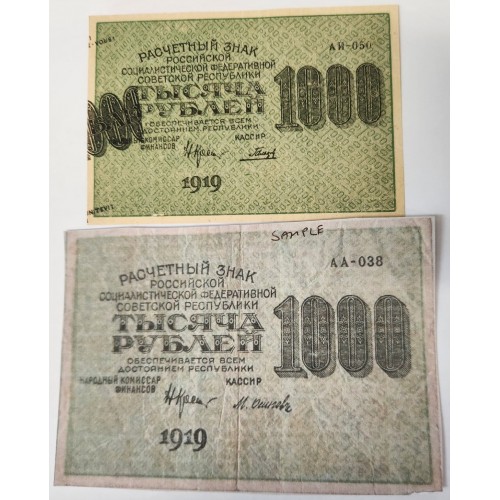 АИ-050
РАСЧЕТНЫЙ ЗНАК
РОССИЙСКОЙ
СОЦИАЛИСТИЧЕСКОЙ ФЕДЕРАТИВНОЙ
СОВЕТСКОЙ РЕСПУБЛИКИ
ТЫСЯЧА
РУБЛЕЙ
1000
ОБЕСПЕЧИВАЕТСЯ ВСЕМ
ДОСТОЯНИЕМ РЕСПУБЛИКИ
КОМИССАР
ФИНАНСОВ
КАССИР
1919
SAMPLE
АА-038
РАСЧЕТНЫЙ ЗНАК
РОССИЙСКОЙ
СОЦИАЛИСТИЧЕСКОЙ ФЕДЕРАТИВНОЙ
СОВЕТСКОЙ РЕСПУБЛИКИ
ТЫСЯЧА
РУБЛЕЙ
1000
ОБЕСПЕЧИВАЕТСЯ ВСЕМ
ДОСТОЯНИЕМ РЕСПУБЛИКИ
НАРОДНЫЙ КОМИССАР
ФИНАНСОВ
КАССИР
1919